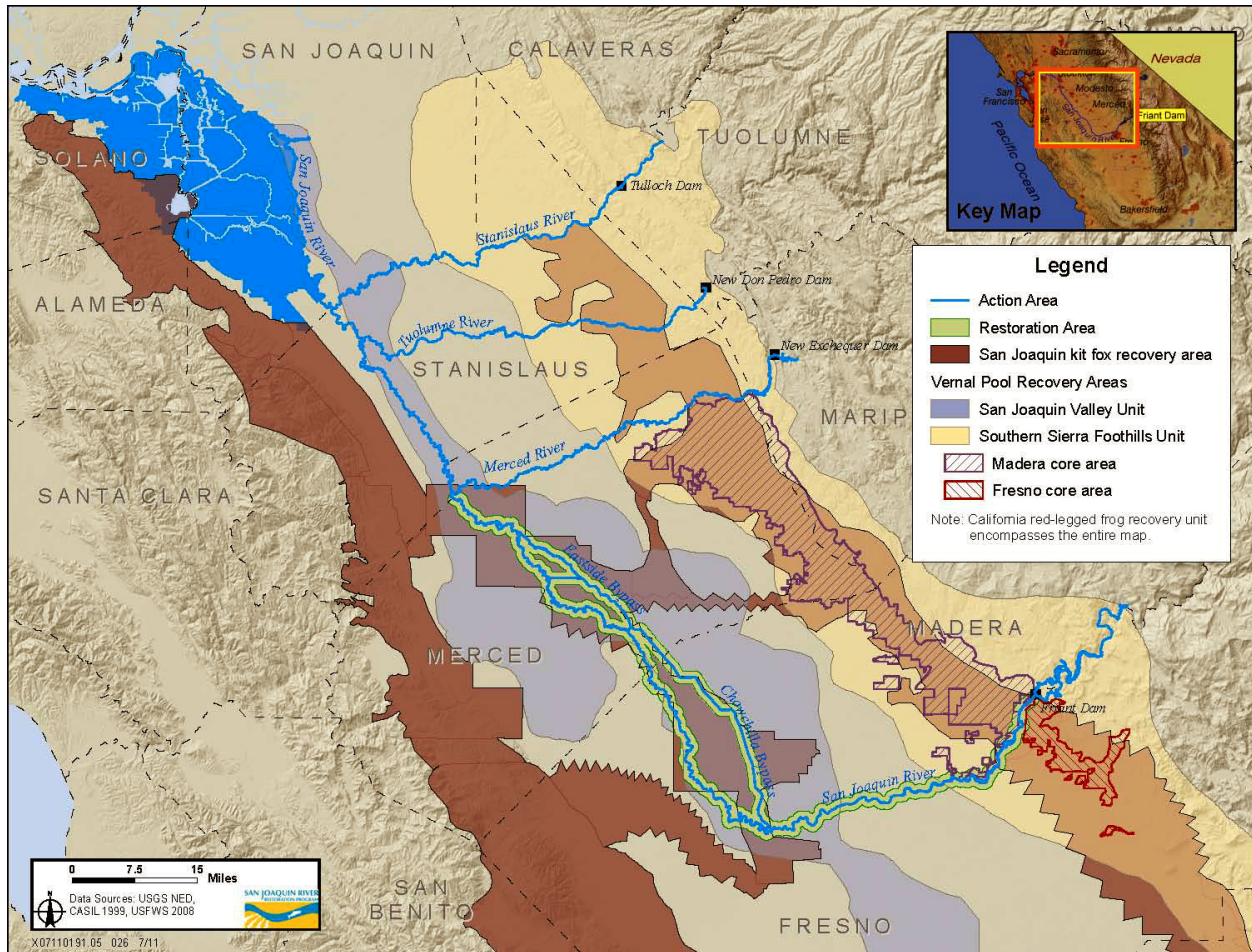 SAN JOAQUIN
CALAVERAS
TUOLUMNE
SOLANO
San Joaquin River
Tulloch Dam
Stanislaus River
ALAMEDA
New Don Pedro Dam
Tuolumne River
STANISLAUS
New Exchequer Dam
MARIP
Merced River
SANTA CLARA
Eastside Bypass
MERCED
MADERA
Chowchilla Bypass
Friant Dam
San Joaquin River
SAN
BENITO
FRESNO
Sacramento
Nevada
Stockton
Modesto
San
Francisco
Merced
San Joaquin River
Friant Dam
Fresno
Pacific Ocean
Bakersfield
Key Map
Legend
Action Area
Restoration Area
San Joaquin kit fox recovery area
Vernal Pool Recovery Areas
San Joaquin Valley Unit
Southern Sierra Foothills Unit
Madera core area
Fresno core area
Note: California red-legged frog recovery unit
encompasses the entire map.
0 7.5 15
Miles
N
Data Sources: USGS NED,
CASIL 1999, USFWS 2008
SAN JOAQUIN RIVER
RESTORATION PROGRAM
X07110191.05 026 7/11